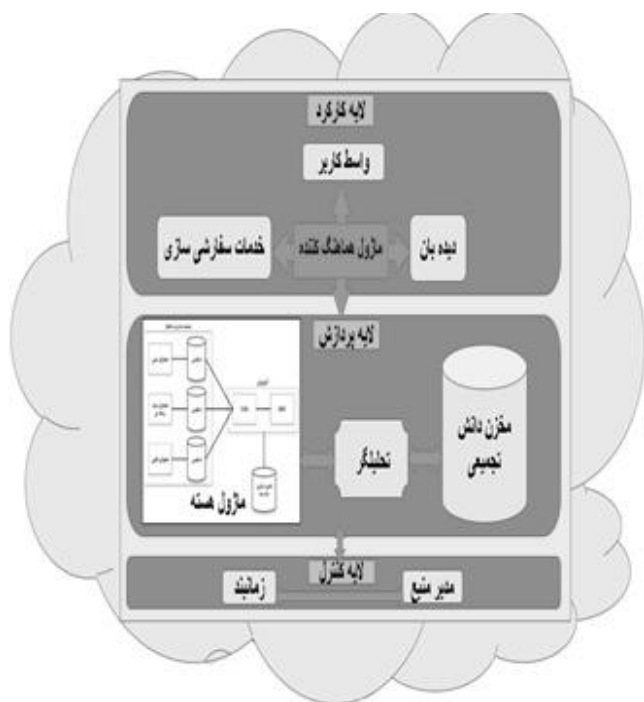 لایه کارکرد
واسط کاربر
دیده بان
ماژول هماهنگ کننده
خدمات سفارشی سازی
لایه پردازش
مخزن دانش
تجمیعی
تحلیلگر
ماژول هسته
لایه کنترل
مدیر منبع
زمانبند